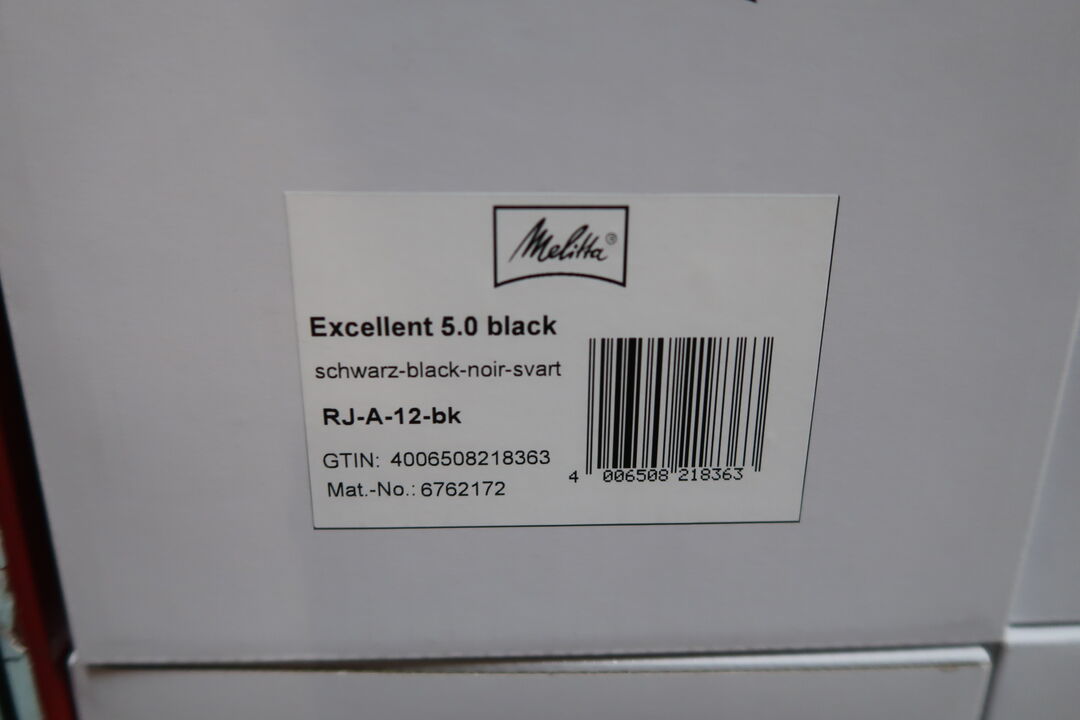 Melitta®
Excellent 5.0 black
schwarz-black-noir-svart
RJ-A-12-bk
GTIN: 4006508218363
Mat.-No.: 6762172
4 006508 218363